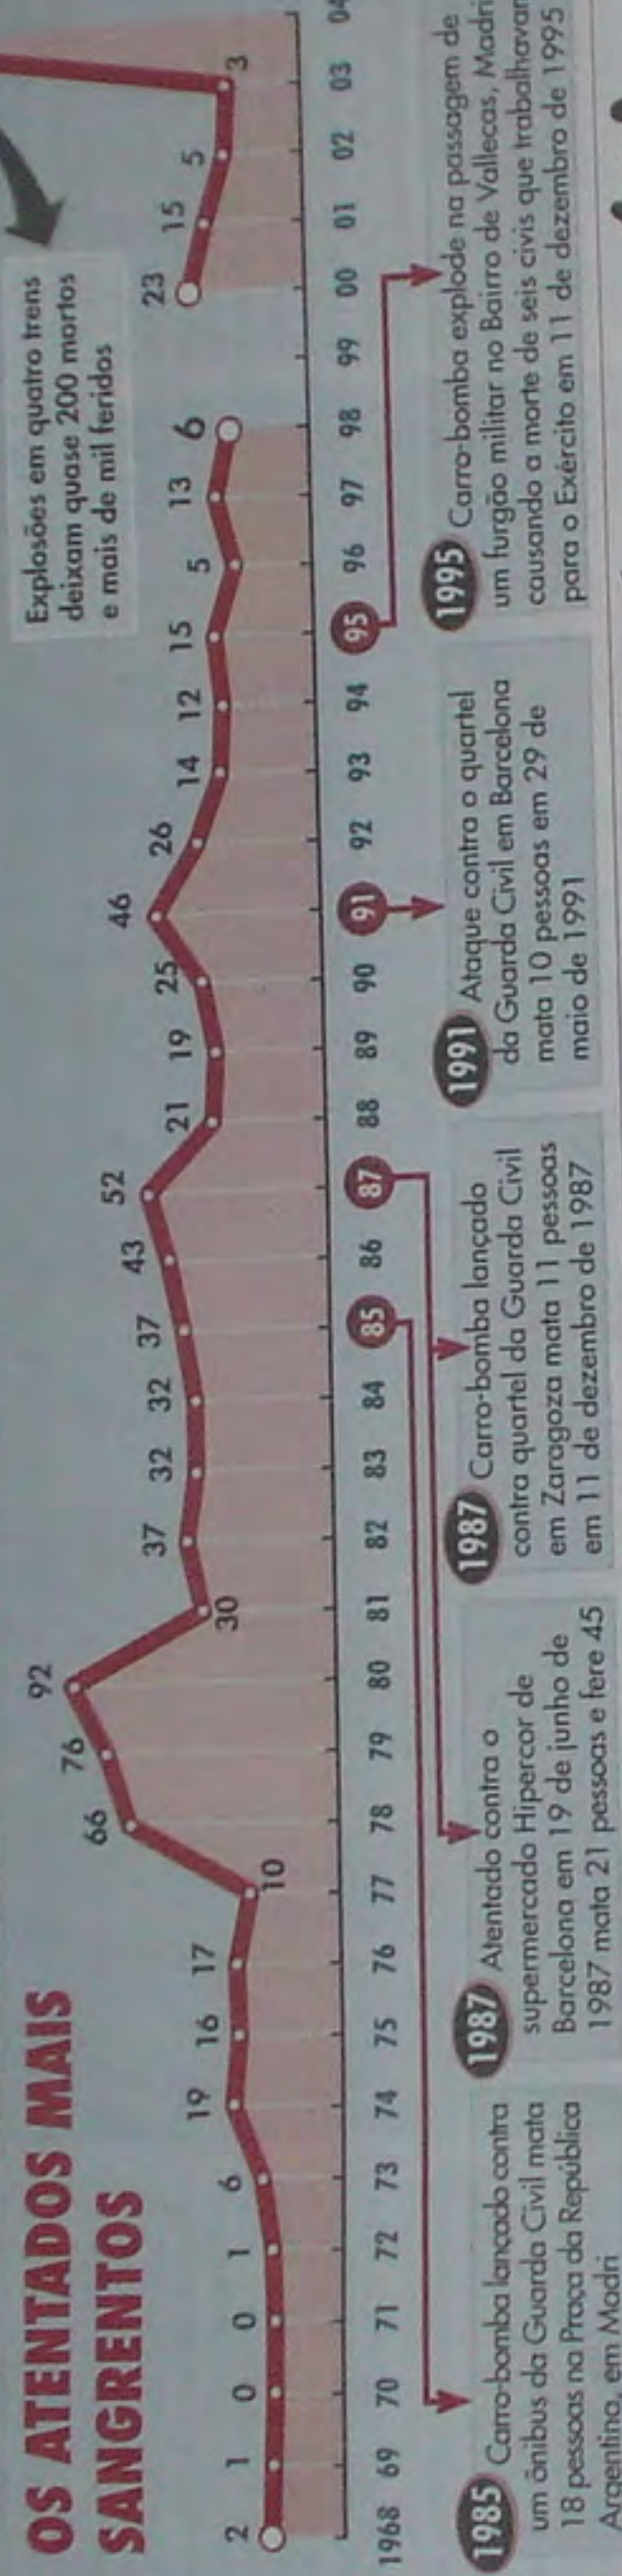 OS ATENTADOS MAIS
SANGRENTOS
Explosões em quatro trens
deixam quase 200 mortos
e mais de mil feridos
2 1 0 0 1 6 19 16 17 10 66 76 92 30 37 32 32 37 43 52 21 19 25 46 26 14 12 15 5 13 6 23 15 5 3
1968 69 70 71 72 73 74 75 76 77 78 79 80 81 82 83 84 85 86 87 88 89 90 91 92 93 94 95 96 97 98 99 00 01 02 03 04
1985 Carro-bomba lançado contra
um ônibus da Guarda Civil mata
18 pessoas na Praça da República
Argentina, em Madri
1987 Atentado contra o
supermercado Hipercor de
Barcelona em 19 de junho de
1987 mata 21 pessoas e fere 45
1987 Carro-bomba lançado
contra quartel da Guarda Civil
em Zaragoza mata 11 pessoas
em 11 de dezembro de 1987
1991 Ataque contra o quartel
da Guarda Civil em Barcelona
mata 10 pessoas em 29 de
maio de 1991
1995 Carro-bomba explode na passagem de
um furgão militar no Bairro de Vallecas, Madri
causando a morte de seis civis que trabalhavam
para o Exército em 11 de dezembro de 1995